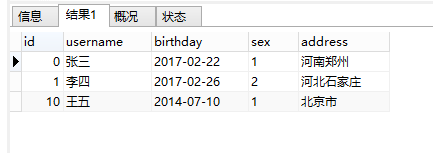 信息 结果1 概况 状态
id username birthday sex address
0 张三 2017-02-22 1 河南郑州
1 李四 2017-02-26 2 河北石家庄
10 王五 2014-07-10 1 北京市